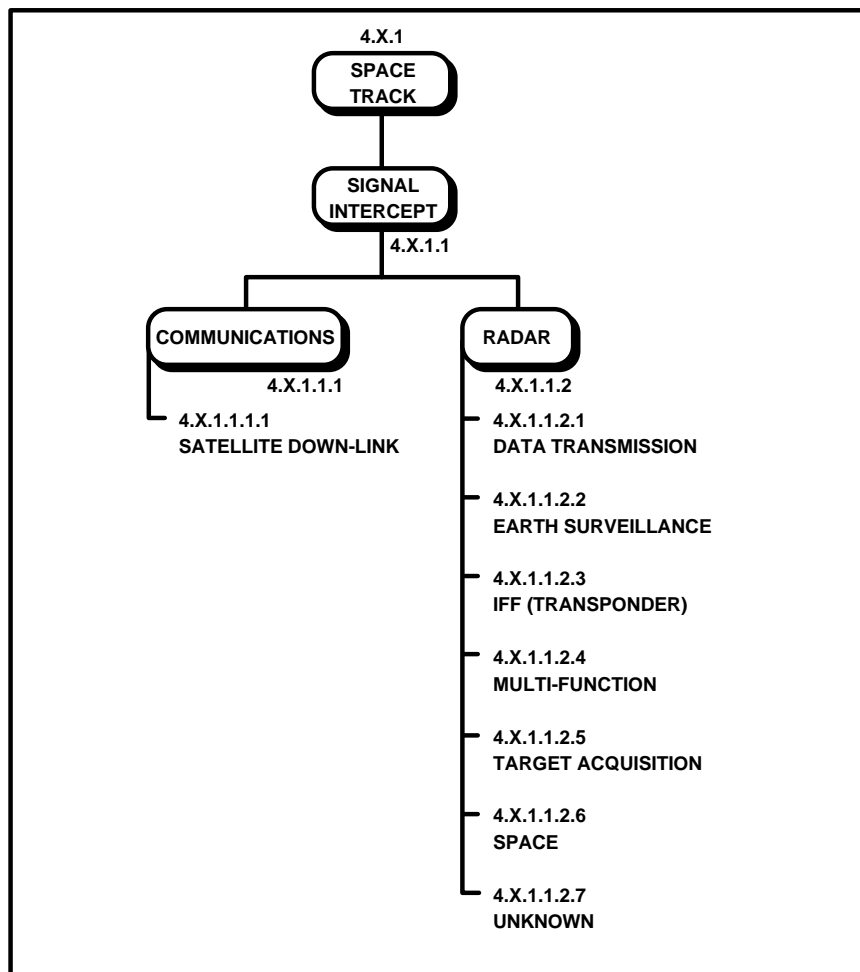 4.X.1
SPACE
TRACK
SIGNAL
INTERCEPT
4.X.1.1
COMMUNICATIONS
4.X.1.1.1
4.X.1.1.1.1
SATELLITE DOWN-LINK
RADAR
4.X.1.1.2
4.X.1.1.2.1
DATA TRANSMISSION
4.X.1.1.2.2
EARTH SURVEILLANCE
4.X.1.1.2.3
IFF (TRANSPONDER)
4.X.1.1.2.4
MULTI-FUNCTION
4.X.1.1.2.5
TARGET ACQUISITION
4.X.1.1.2.6
SPACE
4.X.1.1.2.7
UNKNOWN